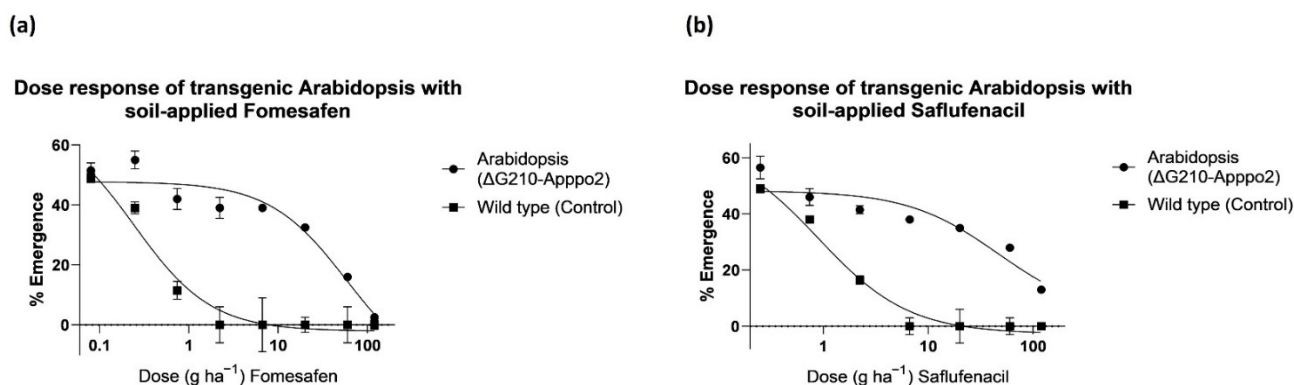 (a)
Dose response of transgenic Arabidopsis with
soil-applied Fomesafen
60
40
20
0
% Emergence
0.1
1
10
100
Dose (g ha⁻¹) Fomesafen
Arabidopsis
(ΔG210-Apppo2)
Wild type (Control)
(b)
Dose response of transgenic Arabidopsis with
soil-applied Saflufenacil
60
40
20
0
% Emergence
1
10
100
Dose (g ha⁻¹) Saflufenacil
Arabidopsis
(ΔG210-Apppo2)
Wild type (Control)